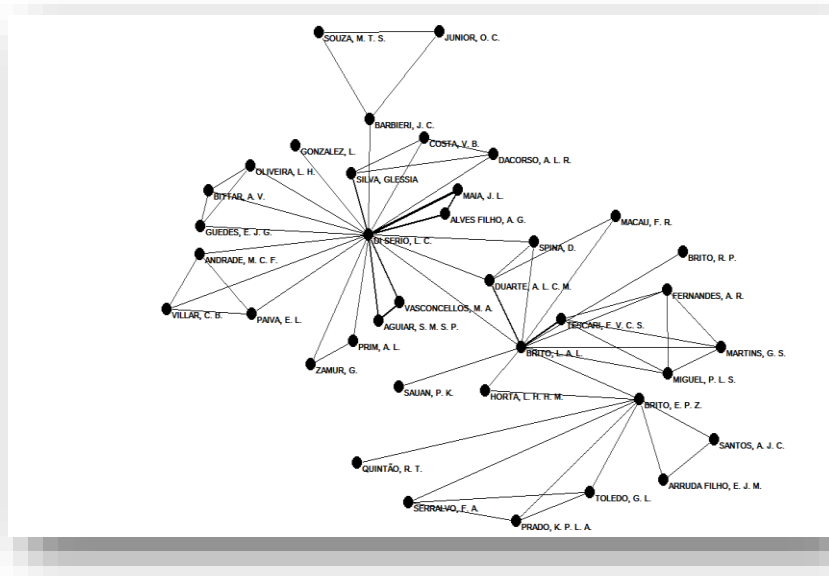 SOUZA, M. T. S.
JUNIOR, O. C.
BARBIERI, J. C.
COSTA, V. B.
GONZALEZ, L.
DACORSO, A. L. R.
OLIVEIRA, L. H.
SILVA, GLESSIA
BITTAR, A. V.
MAIA, J. L.
ALVES FILHO, A. G.
MACAU, F. R.
GUEDES, E. J. G.
DI SERIO, L. C.
SPINA, D.
BRITO, R. P.
ANDRADE, M. C. F.
DUARTE, A. L. C. M.
FERNANDES, A. R.
VASCONCELLOS, M. A.
VILLAR, C. B.
PAIVA, E. L.
AGUIAR, S. M. S. P.
TESCARI, F. V. C. S.
PRIM, A. L.
BRITO, L. A. L.
MARTINS, G. S.
ZAMUR, G.
MIGUEL, P. L. S.
SAUAN, P. K.
HORTA, L. H. H. M.
BRITO, E. P. Z.
SANTOS, A. J. C.
QUINTÃO, R. T.
ARRUDA FILHO, E. J. M.
TOLEDO, G. L.
SERRALVO, F. A.
PRADO, K. P. L. A.